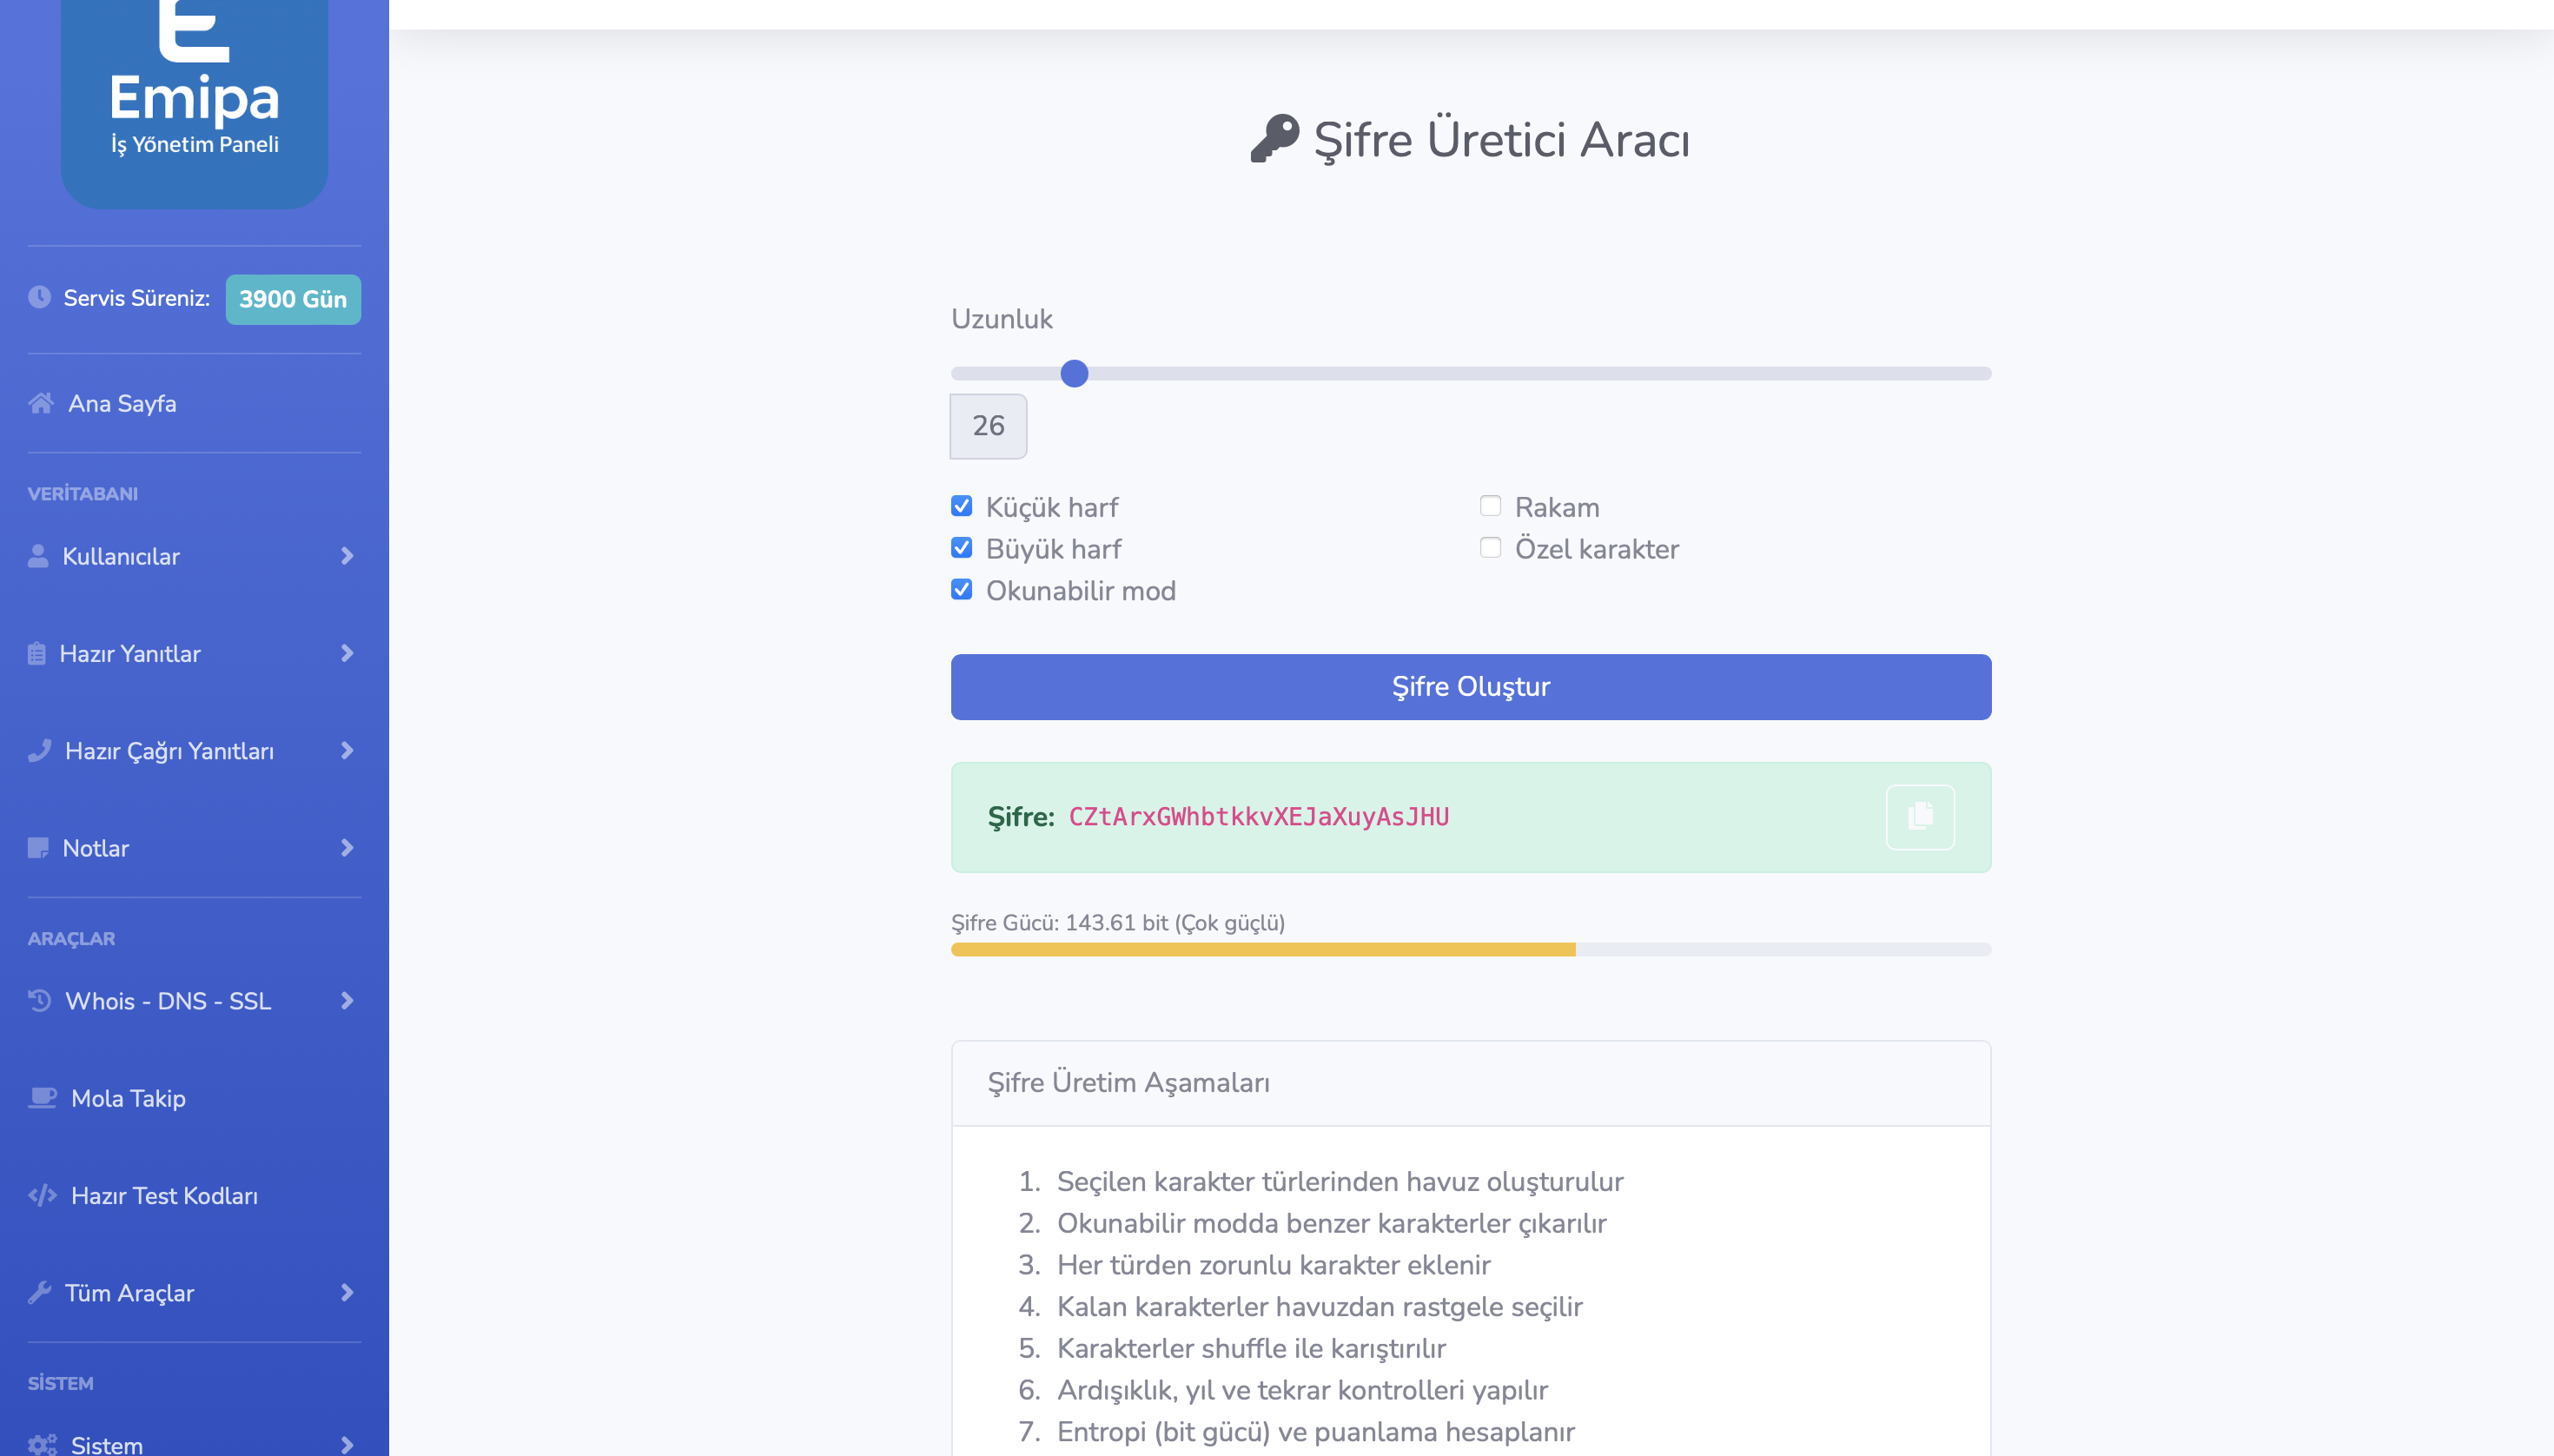 Emipa
İş Yönetim Paneli
Servis Süreniz: 3900 Gün
Ana Sayfa
VERİTABANI
Kullanıcılar
Hazır Yanıtlar
Hazır Çağrı Yanıtları
Notlar
ARAÇLAR
Whois - DNS - SSL
Mola Takip
Hazır Test Kodları
Tüm Araçlar
SİSTEM
Sistem
Şifre Üretici Aracı
Uzunluk
26
Küçük harf
Büyük harf
Okunabilir mod
Rakam
Özel karakter
Şifre Oluştur
Şifre: CZtArxGWhbtkkvXEJaXuyAsJHU
Şifre Gücü: 143.61 bit (Çok güçlü)
Şifre Üretim Aşamaları
1. Seçilen karakter türlerinden havuz oluşturulur
2. Okunabilir modda benzer karakterler çıkarılır
3. Her türden zorunlu karakter eklenir
4. Kalan karakterler havuzdan rastgele seçilir
5. Karakterler shuffle ile karıştırılır
6. Ardışıklık, yıl ve tekrar kontrolleri yapılır
7. Entropi (bit gücü) ve puanlama hesaplanır